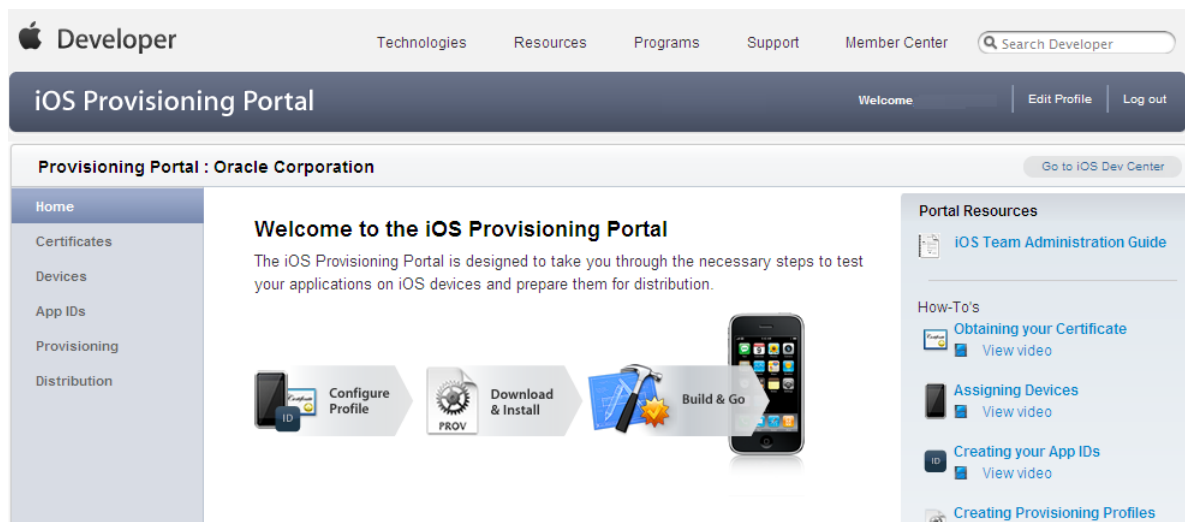 Developer
Technologies
Resources
Programs
Support
Member Center
Search Developer
iOS Provisioning Portal
Welcome
Edit Profile
Log out
Provisioning Portal : Oracle Corporation
Go to iOS Dev Center
Home
Certificates
Devices
App IDs
Provisioning
Distribution
Welcome to the iOS Provisioning Portal
The iOS Provisioning Portal is designed to take you through the necessary steps to test
your applications on iOS devices and prepare them for distribution.
ID
Configure
Profile
PROV
Download
& Install
Build & Go
Portal Resources
iOS Team Administration Guide
How-To's
Obtaining your Certificate
View video
Assigning Devices
View video
ID
Creating your App IDs
View video
Creating Provisioning Profiles